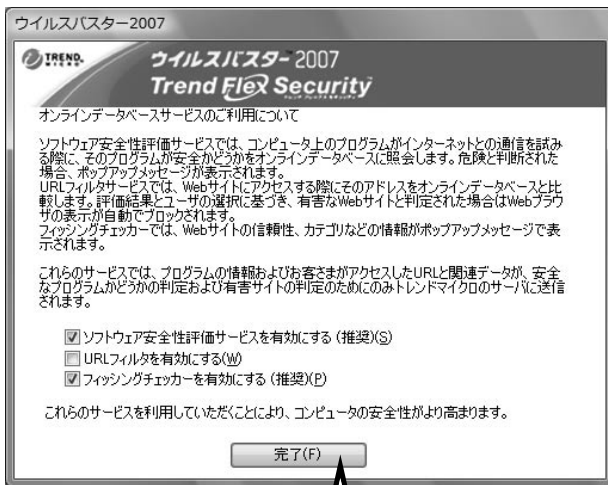 ウイルスバスター2007
TREND
MICRO
ウイルスバスター™2007
Trend Flex Security
トレンド フレックス セキュリティ
オンラインデータベースサービスのご利用について
ソフトウェア安全性評価サービスでは、コンピュータ上のプログラムがインターネットとの通信を試み
る際に、そのプログラムが安全かどうかをオンラインデータベースに照会します。危険と判断された
場合、ポップアップメッセージが表示されます。
URLフィルタサービスでは、Webサイトにアクセスする際にそのアドレスをオンラインデータベースと比
較します。評価結果とユーザの選択に基づき、有害なWebサイトと判定された場合はWebブラウ
ザの表示が自動でブロックされます。
フィッシングチェッカーでは、Webサイトの信頼性、カテゴリなどの情報がポップアップメッセージで表
示されます。
これらのサービスでは、プログラムの情報およびお客さまがアクセスしたURLと関連データが、安全
なプログラムかどうかの判定および有害サイトの判定のためにのみトレンドマイクロのサーバに送信
されます。
ソフトウェア安全性評価サービスを有効にする (推奨)(S)
URLフィルタを有効にする(W)
フィッシングチェッカーを有効にする (推奨)(P)
これらのサービスを利用していただくことにより、コンピュータの安全性がより高まります。
完了(F)